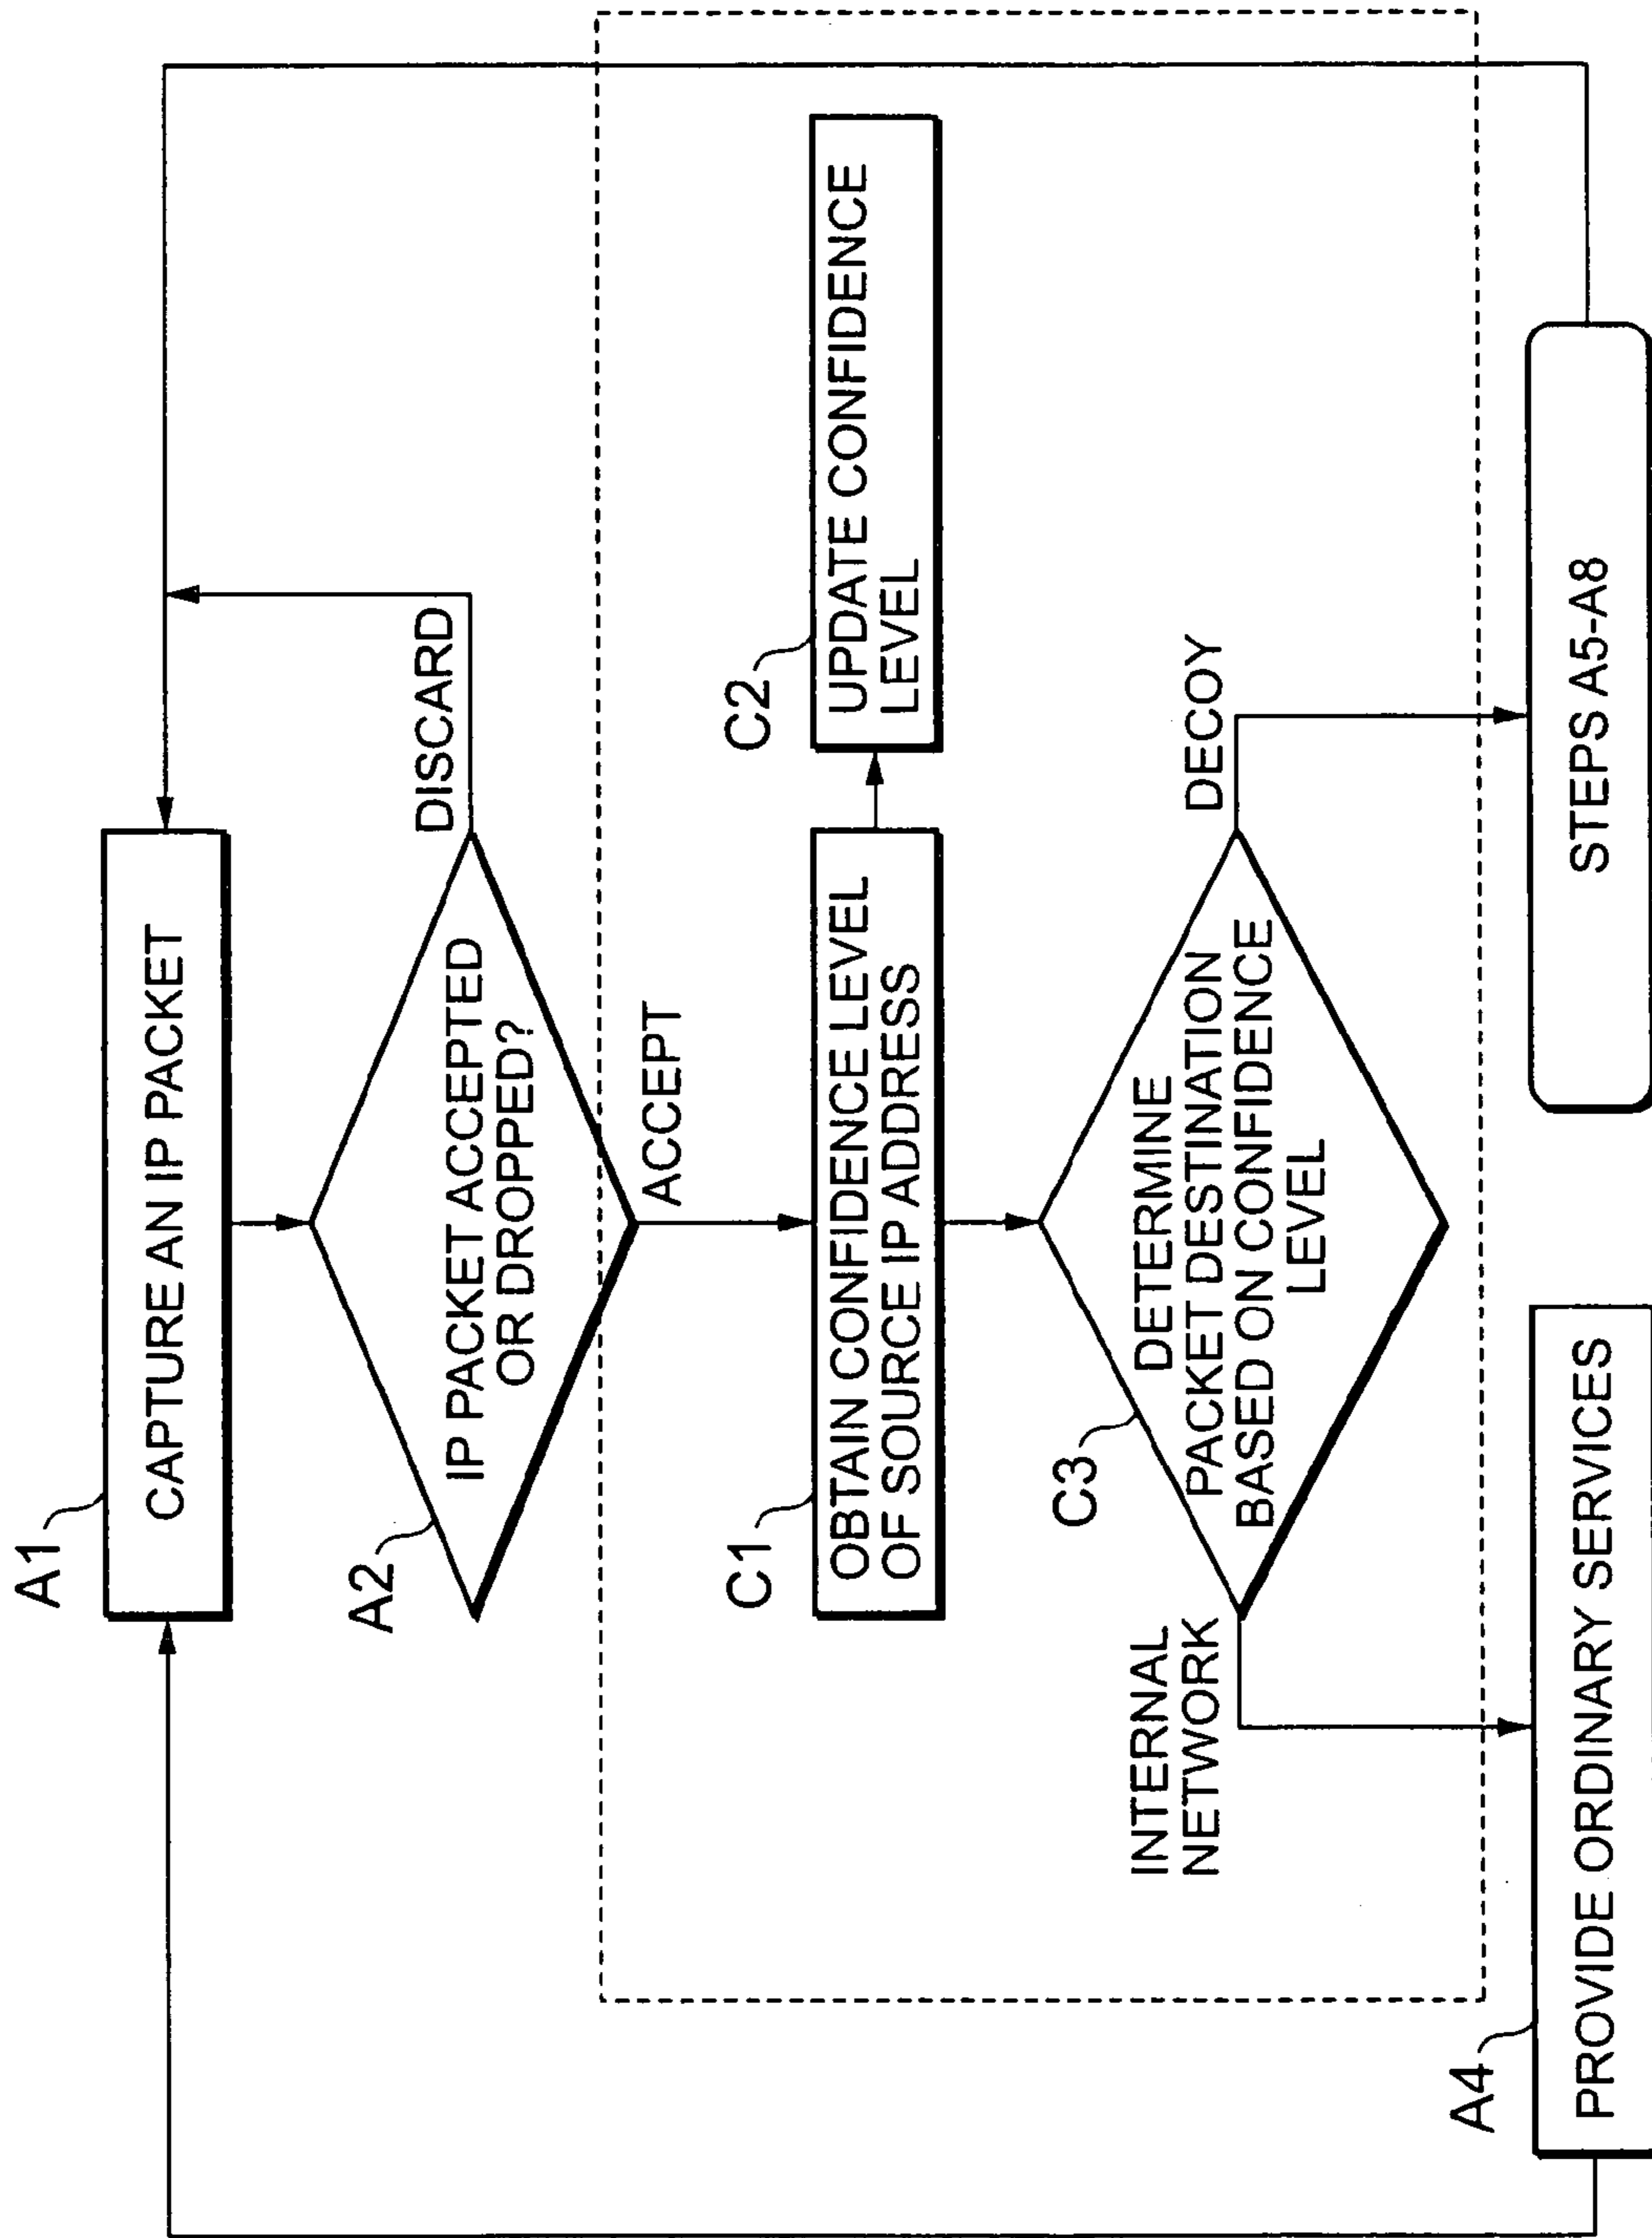 A1
CAPTURE AN IP PACKET
A2
IP PACKET ACCEPTED
OR DROPPED?
DISCARD
ACCEPT
C1
OBTAIN CONFIDENCE LEVEL
OF SOURCE IP ADDRESS
C2
UPDATE CONFIDENCE
LEVEL
C3
DETERMINE
PACKET DESTINATION
BASED ON CONFIDENCE
LEVEL
INTERNAL
NETWORK
DECOY
A4
PROVIDE ORDINARY SERVICES
STEPS A5-A8